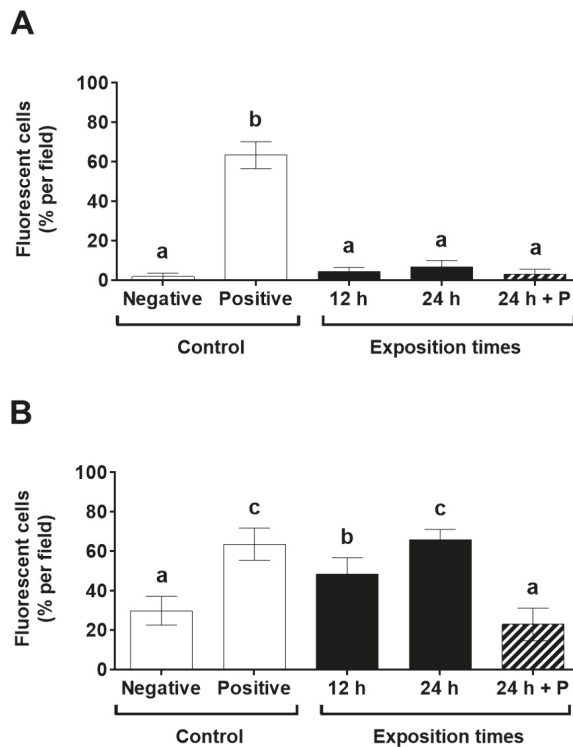 A
Fluorescent cells
(% per field)
100
80
60
40
20
0
a
b
a
a
a
Negative Positive 12 h 24 h 24 h + P
Control Exposition times
B
Fluorescent cells
(% per field)
100
80
60
40
20
0
a
c
b
c
a
Negative Positive 12 h 24 h 24 h + P
Control Exposition times